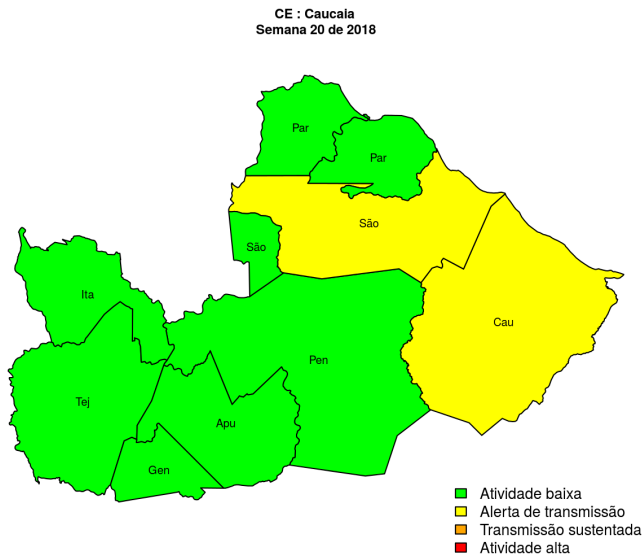 CE : Caucaia
Semana 20 de 2018
Par
Par
São
São
Ita
Cau
Pen
Tej
Apu
Gen
Atividade baixa
Alerta de transmissão
Transmissão sustentada
Atividade alta